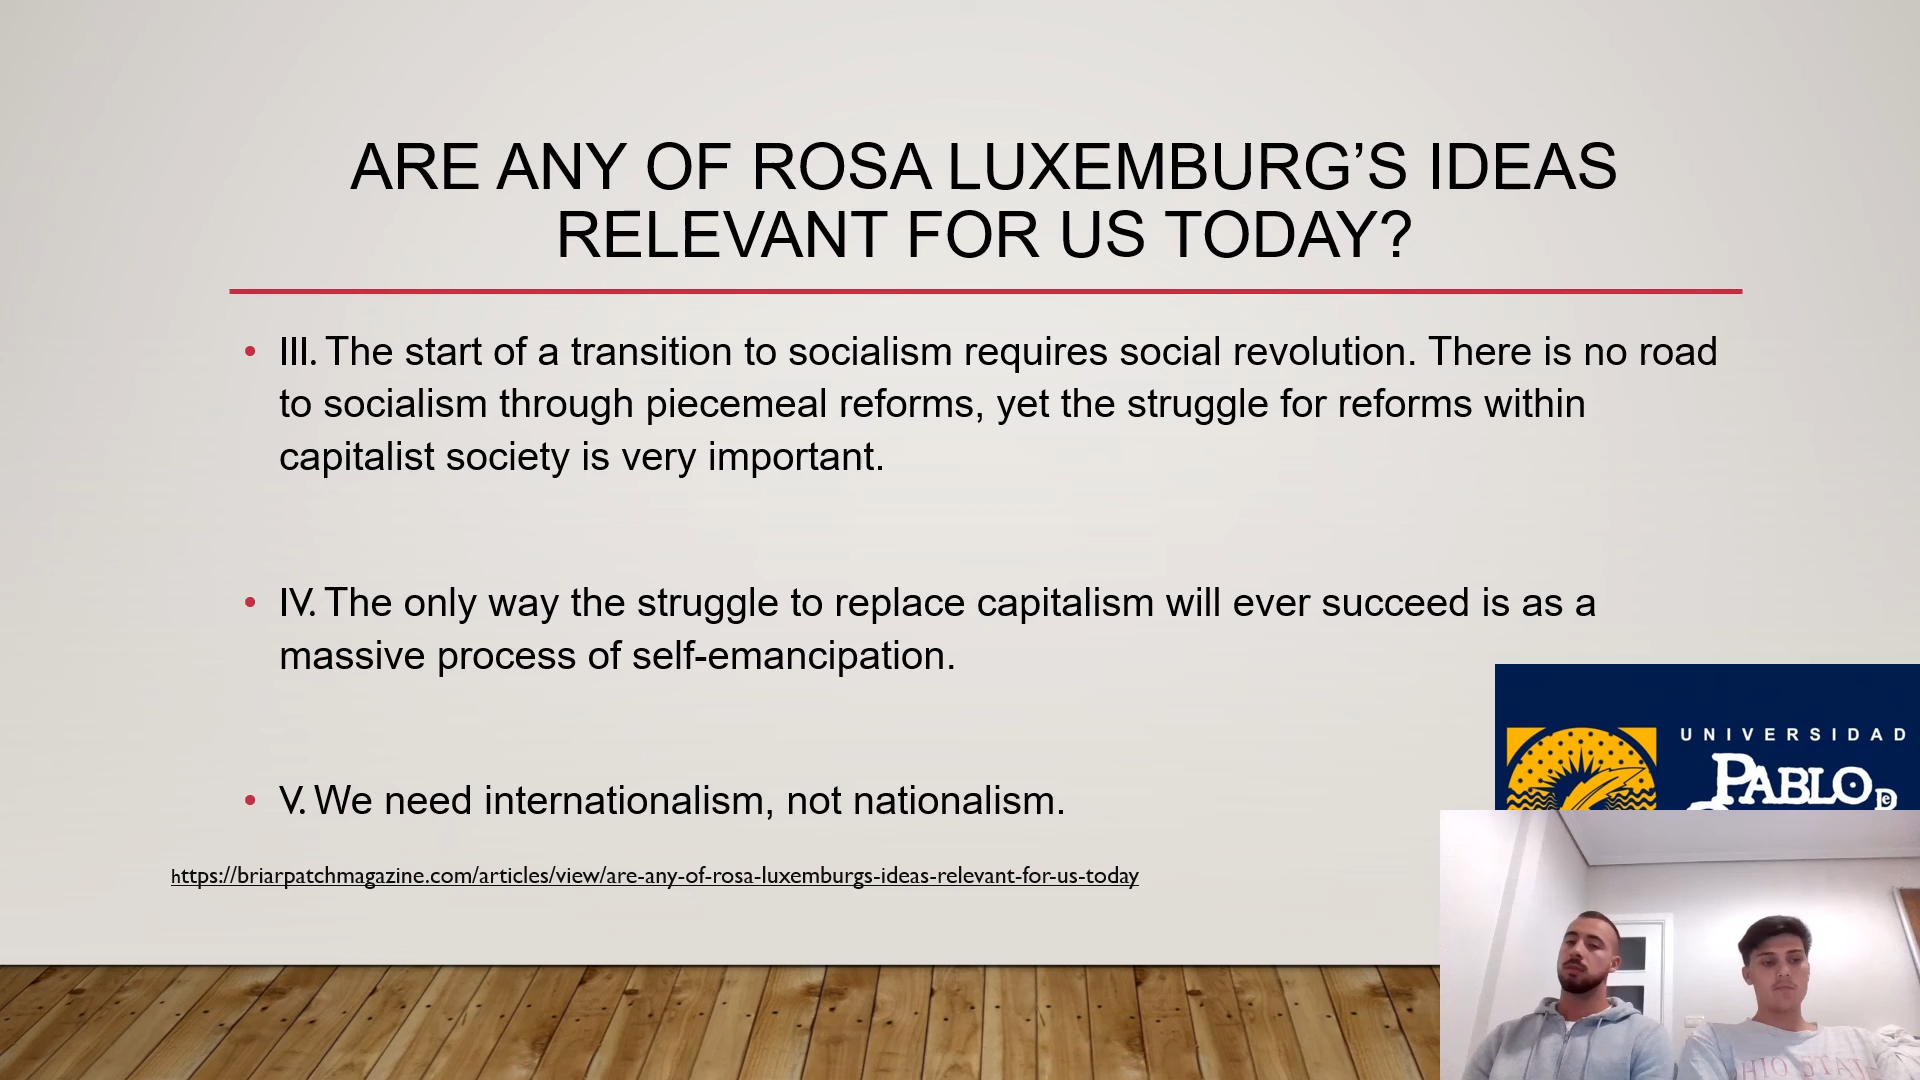 ARE ANY OF ROSA LUXEMBURG’S IDEAS
RELEVANT FOR US TODAY?
• III. The start of a transition to socialism requires social revolution. There is no road
to socialism through piecemeal reforms, yet the struggle for reforms within
capitalist society is very important.
• IV. The only way the struggle to replace capitalism will ever succeed is as a
massive process of self-emancipation.
• V. We need internationalism, not nationalism.
https://briarpatchmagazine.com/articles/view/are-any-of-rosa-luxemburgs-ideas-relevant-for-us-today
UNIVERSIDAD
PABLO D
HIO STAT